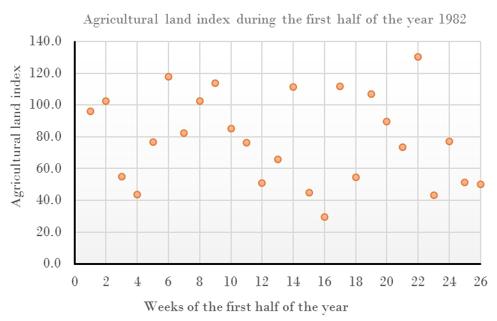 Agricultural land index during the first half of the year 1982
140.0
120.0
100.0
80.0
60.0
40.0
20.0
0.0
Agricultural land index
0 2 4 6 8 10 12 14 16 18 20 22 24 26
Weeks of the first half of the year